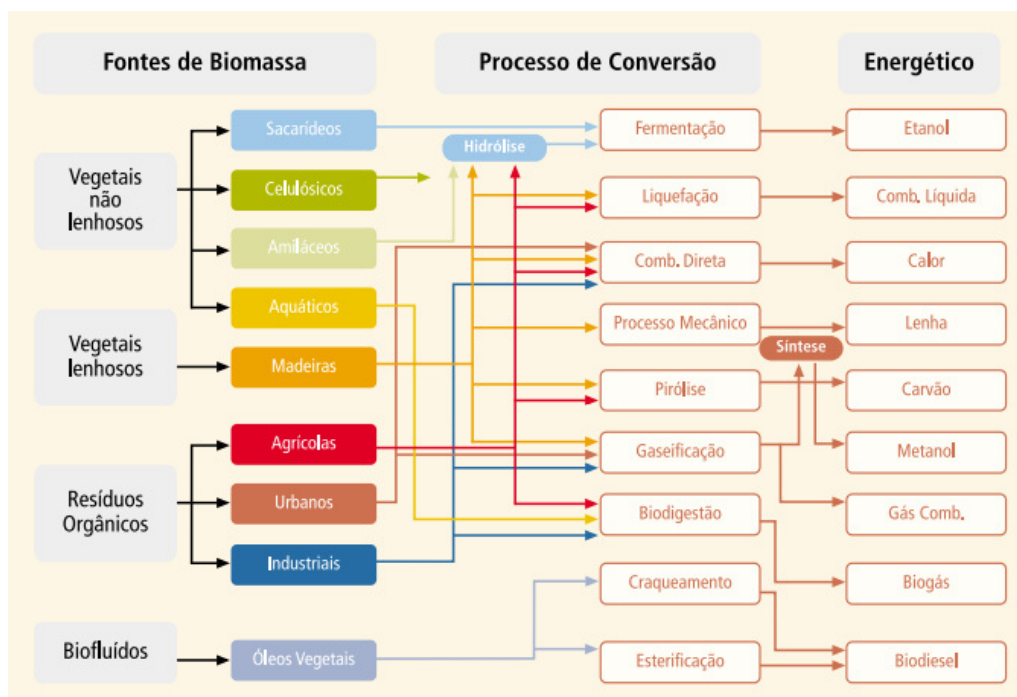 Fontes de Biomassa
Processo de Conversão
Energético
Vegetais
não
lenhosos
Vegetais
lenhosos
Resíduos
Orgânicos
Biofluídos
Sacarídeos
Celulósicos
Amiláceos
Aquáticos
Madeiras
Agrícolas
Urbanos
Industriais
Óleos Vegetais
Hidrólise
Fermentação
Liquefação
Comb. Direta
Processo Mecânico
Pirólise
Gaseificação
Biodigestão
Craqueamento
Esterificação
Síntese
Etanol
Comb. Líquida
Calor
Lenha
Carvão
Metanol
Gás Comb.
Biogás
Biodiesel